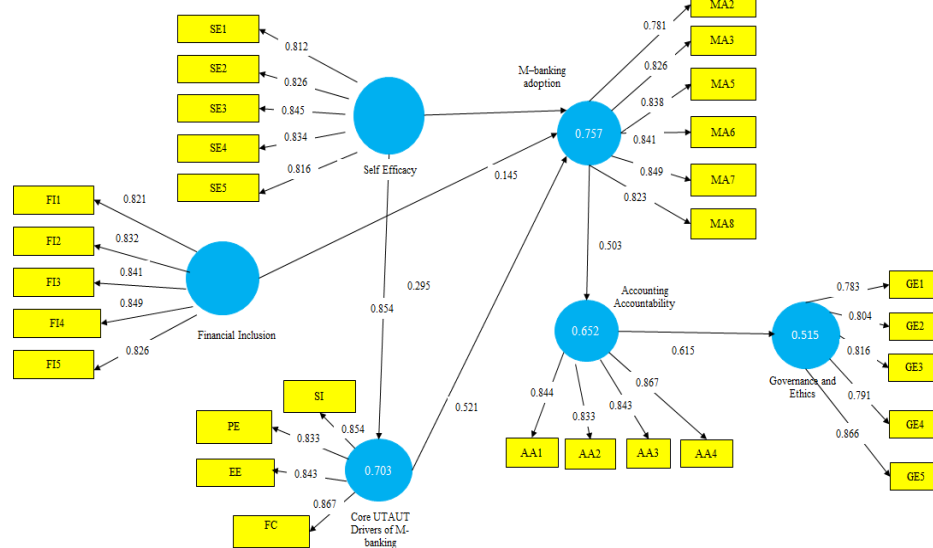 MA2
SE1
0.781
0.812
MA3
SE2
0.826
0.826
M–banking
adoption
MA5
0.838
SE3
0.845
0.757
MA6
0.841
SE4
0.834
0.849
MA7
0.816
Self Efficacy
SE5
0.145
0.823
MA8
FI1
0.821
FI2
0.832
0.503
FI3
0.841
0.295
0.854
Accounting
Accountability
0.783
GE1
FI4
0.849
0.804
GE2
Financial Inclusion
0.652
0.515
0.615
0.816
GE3
FI5
0.826
Governance and
Ethics
0.791
GE4
SI
0.844
0.833
0.843
0.867
0.866
0.521
PE
0.833
0.854
AA1
AA2
AA3
AA4
EE
0.843
0.703
GE5
0.867
FC
Core UTAUT
Drivers of M-
banking